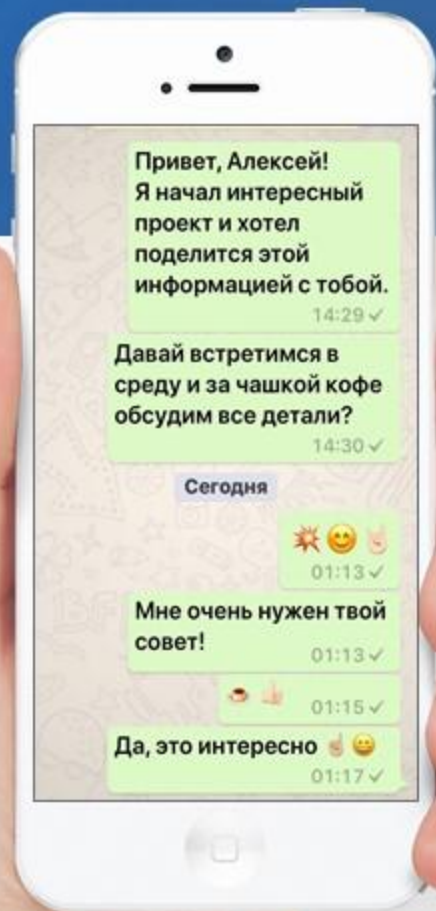 Привет, Алексей!
Я начал интересный
проект и хотел
поделится этой
информацией с тобой.
14:29 ✓
Давай встретимся в
среду и за чашкой кофе
обсудим все детали?
14:30 ✓
Сегодня
💥😊🤘🏻
01:13 ✓
Мне очень нужен твой
совет!
01:13 ✓
☕👍🏻
01:15 ✓
Да, это интересно ☝🏻😀
01:17 ✓